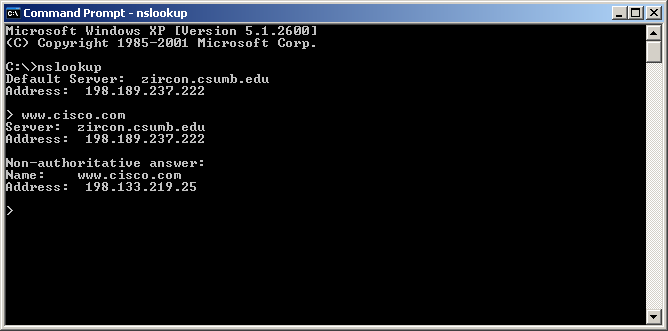 Command Prompt - nslookup
Microsoft Windows XP [Version 5.1.2600]
(C) Copyright 1985-2001 Microsoft Corp.
C:\>nslookup
Default Server:  zircon.csumb.edu
Address:  198.189.237.222
> www.cisco.com
Server:  zircon.csumb.edu
Address:  198.189.237.222
Non-authoritative answer:
Name:    www.cisco.com
Address:  198.133.219.25
>